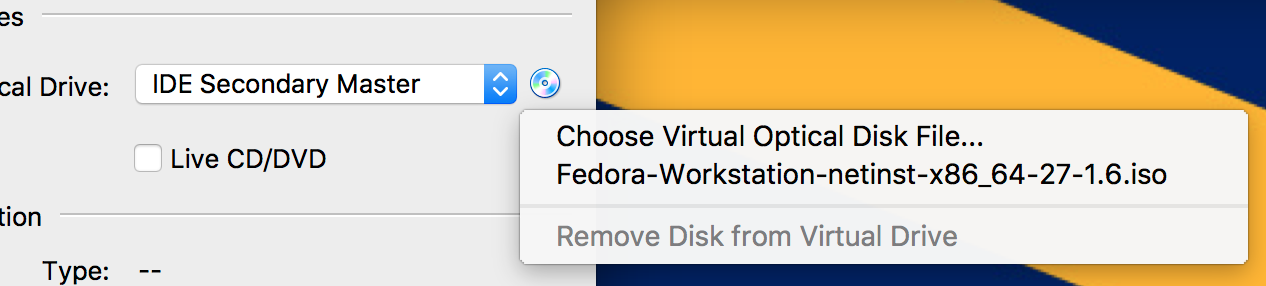 es
cal Drive: IDE Secondary Master
Choose Virtual Optical Disk File...
Live CD/DVD
Fedora-Workstation-netinst-x86_64-27-1.6.iso
tion
Remove Disk from Virtual Drive
Type: --